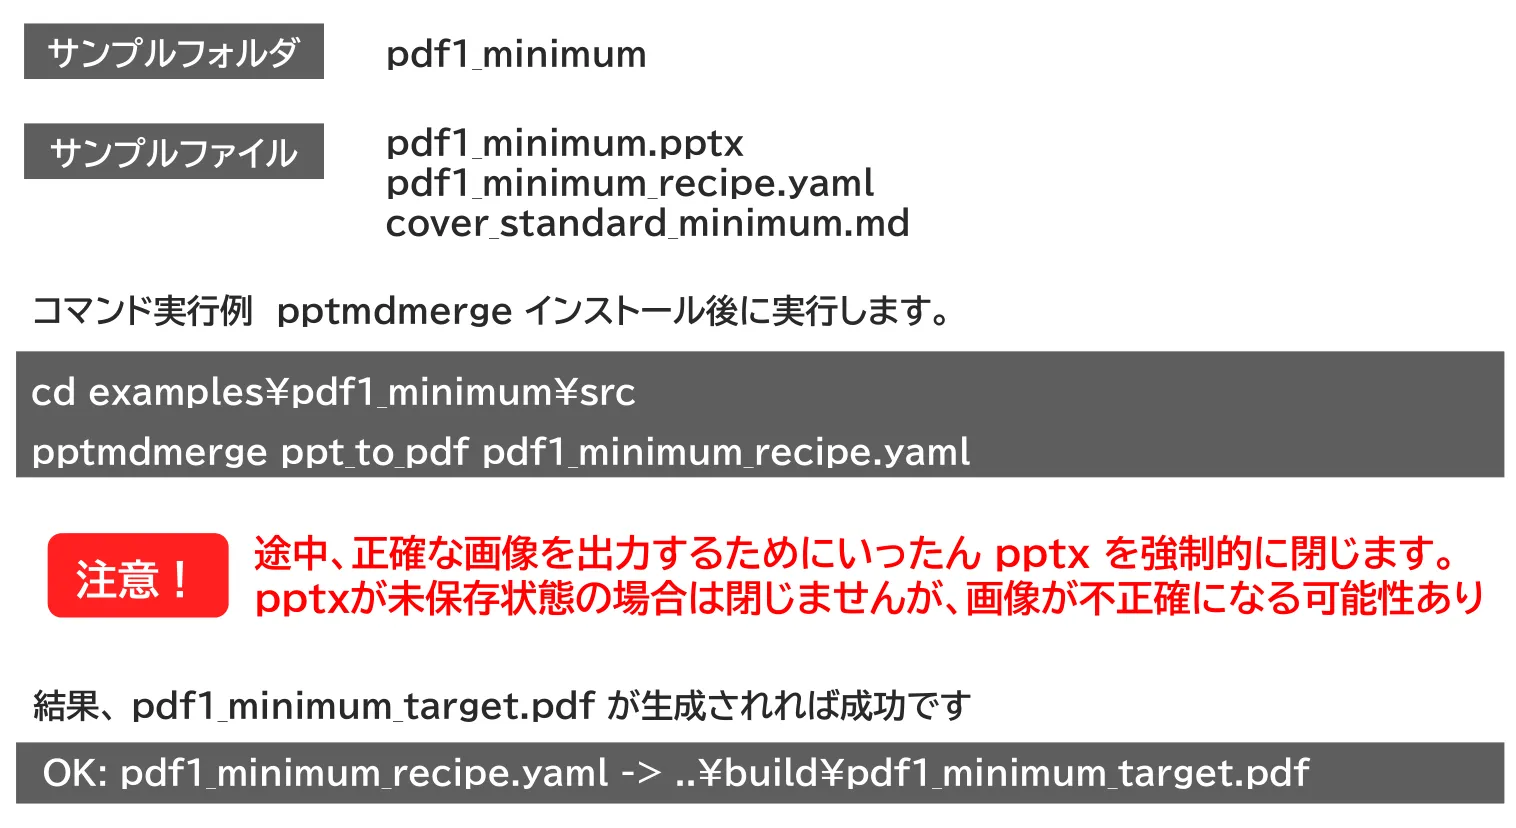 サンプルフォルダ pdf1_minimum
サンプルファイル pdf1_minimum.pptx
pdf1_minimum_recipe.yaml
cover_standard_minimum.md
コマンド実行例 pptmdmerge インストール後に実行します。
cd examples¥pdf1_minimum¥src
pptmdmerge ppt_to_pdf pdf1_minimum_recipe.yaml
注意！ 途中、正確な画像を出力するためにいったん pptx を強制的に閉じます。
pptxが未保存状態の場合は閉じませんが、画像が不正確になる可能性あり
結果、pdf1_minimum_target.pdf が生成されれば成功です
OK: pdf1_minimum_recipe.yaml -> ..¥build¥pdf1_minimum_target.pdf